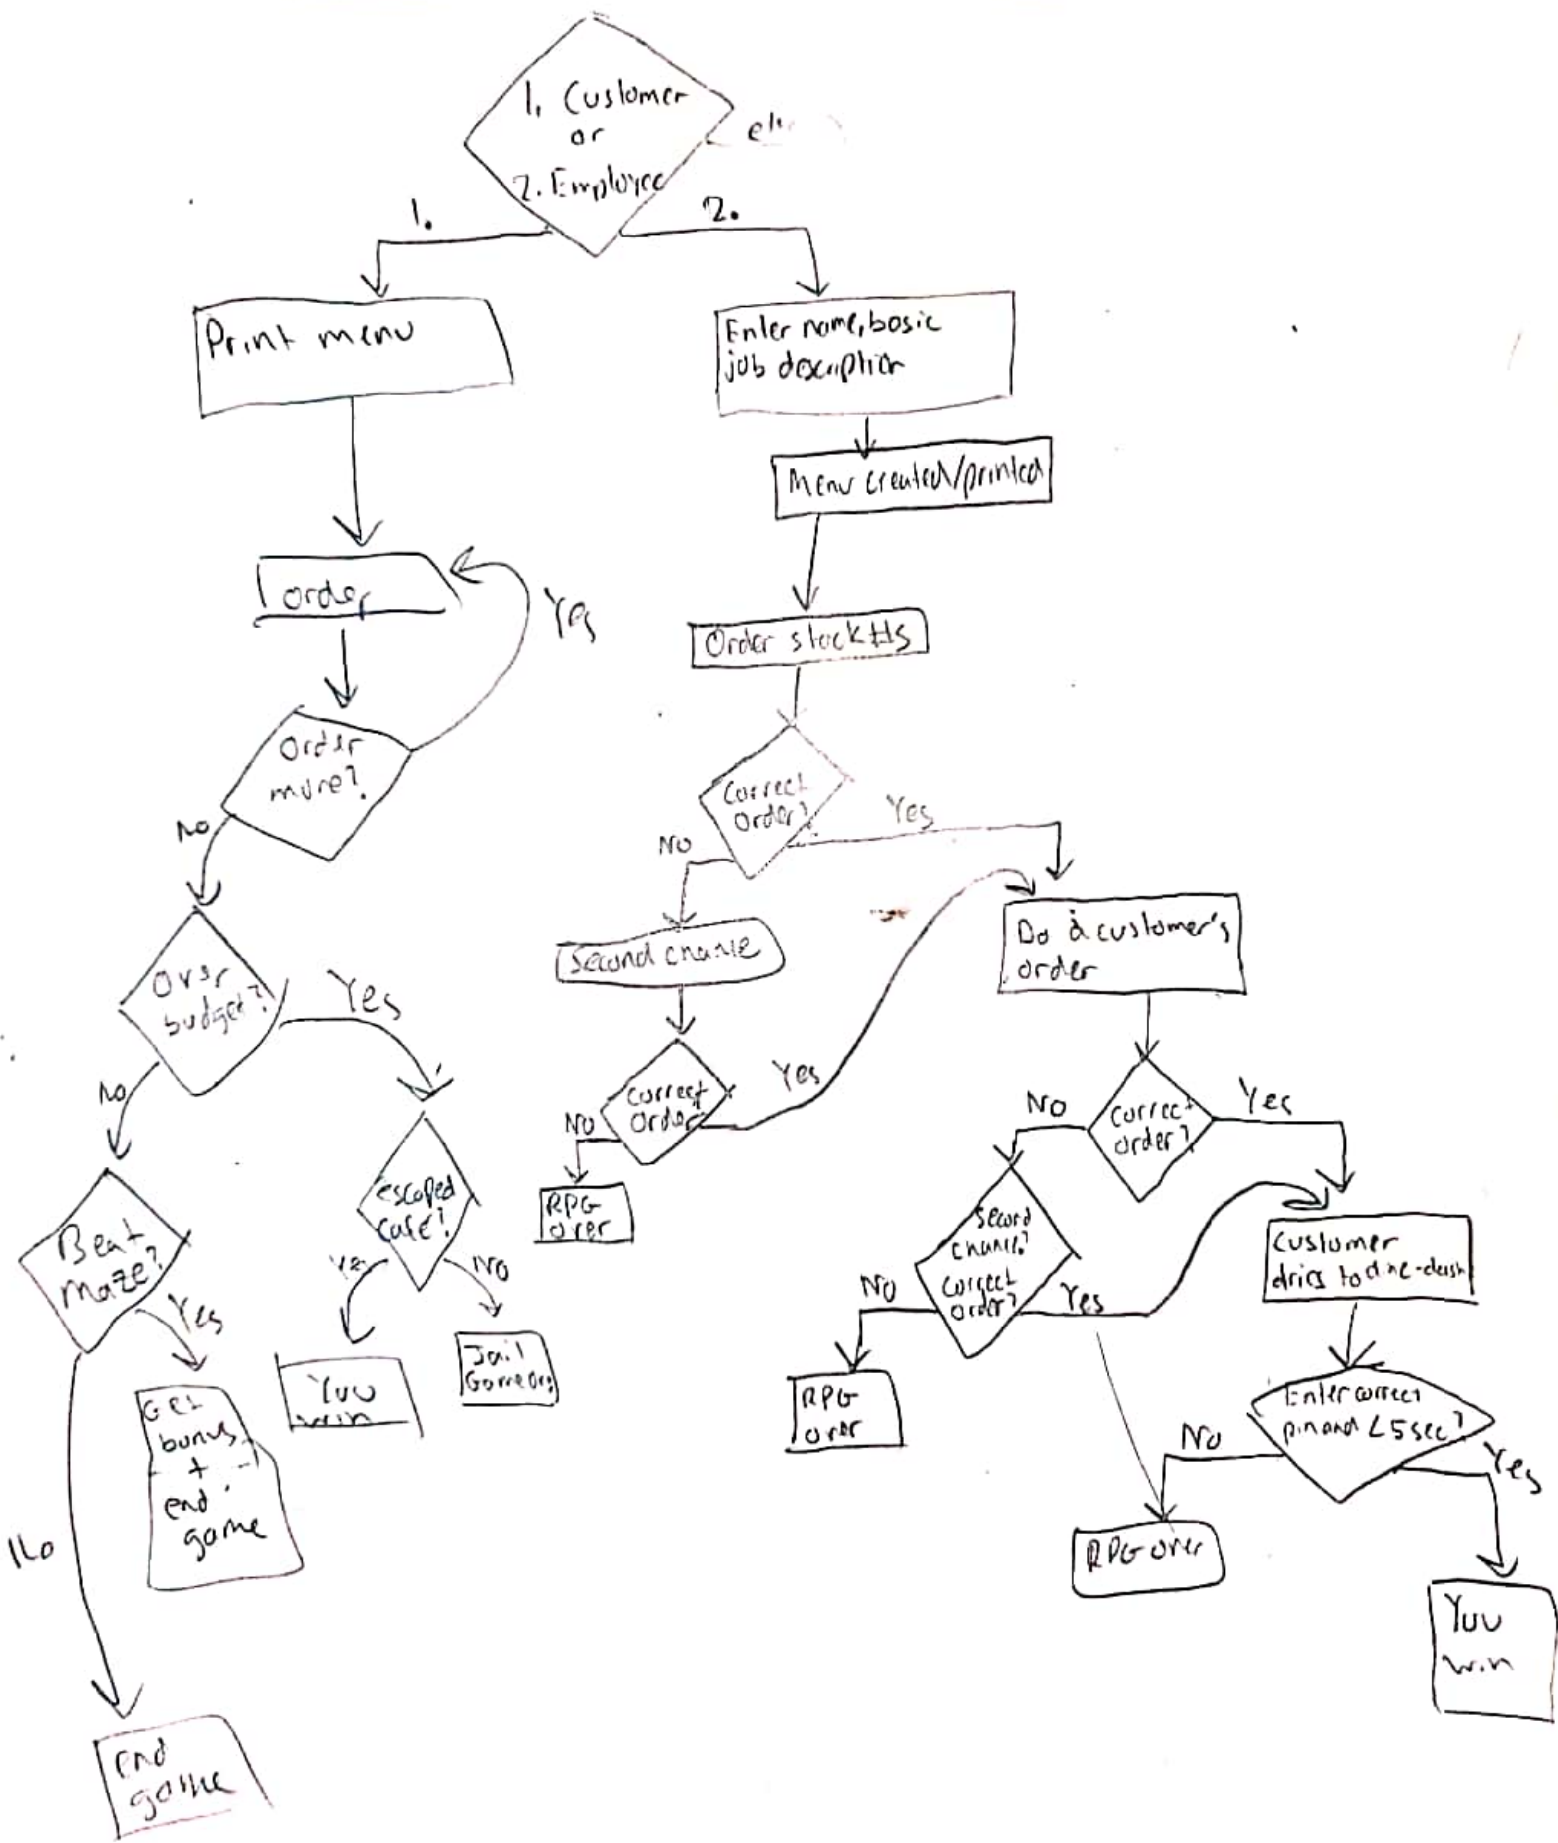 1. Customer
or
2. Employee
1.
2.
Print menu
Enter name, basic
job description
Menu created/printed
order
Yes
Order stock #s
Order
more?
No
Correct
Order?
Yes
No
Second chance
Do a customer's
order
Over
budget?
Yes
No
Correct
Order
Yes
No
RPG
over
Correct
order?
No
Yes
escaped
cafe?
Yes
No
Beat
Maze?
Yes
No
You
win
Jail
Game
Get
bonus
+
end
game
Second
chance?
Correct
order?
No
Yes
Customer
to dine-dash
RPG
over
Enter correct
pin and <5sec?
No
Yes
RPG over
You
win
end
game